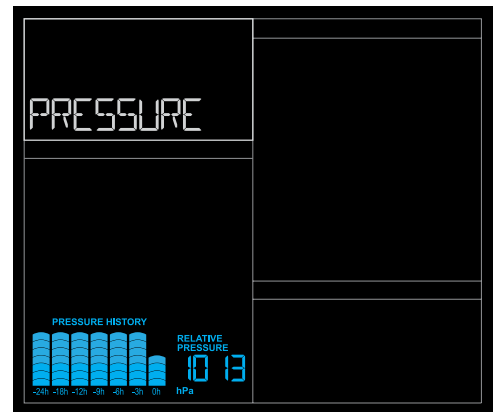 PRESSURE
PRESSURE HISTORY
RELATIVE
PRESSURE
1013
-24h -18h -12h -9h -6h -3h 0h hPa